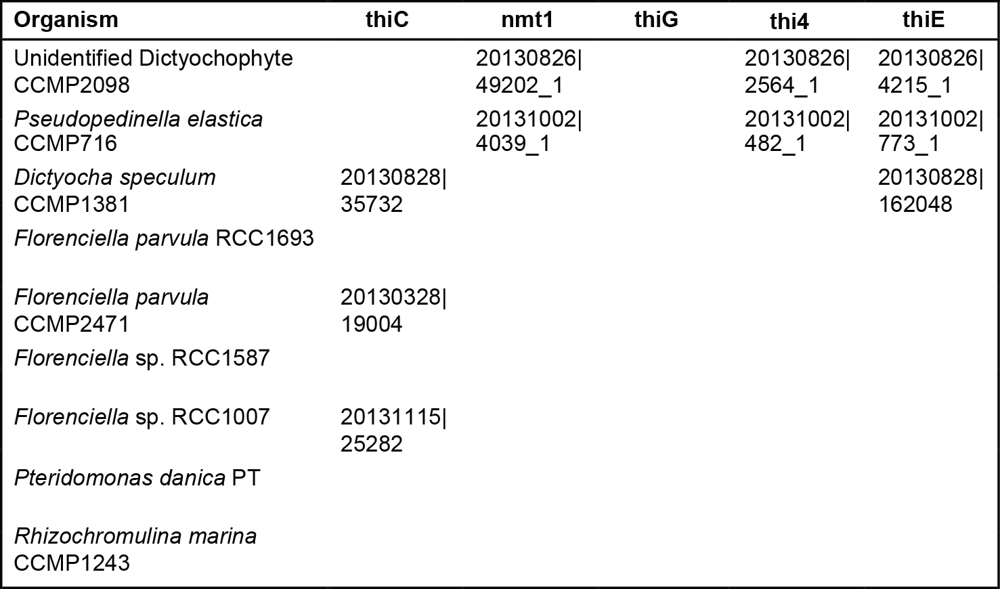 Organism thiC nmt1 thiG thi4 thiE
Unidentified Dictyochophyte 20130826| 20130826| 20130826|
CCMP2098 49202_1 2564_1 4215_1
Pseudopedinella elastica 20131002| 20131002| 20131002|
CCMP716 4039_1 482_1 773_1
Dictyocha speculum 20130828| 20130828|
CCMP1381 35732 162048
Florenciella parvula RCC1693
Florenciella parvula 20130328|
CCMP2471 19004
Florenciella sp. RCC1587
Florenciella sp. RCC1007 20131115|
25282
Pteridomonas danica PT
Rhizochromulina marina
CCMP1243